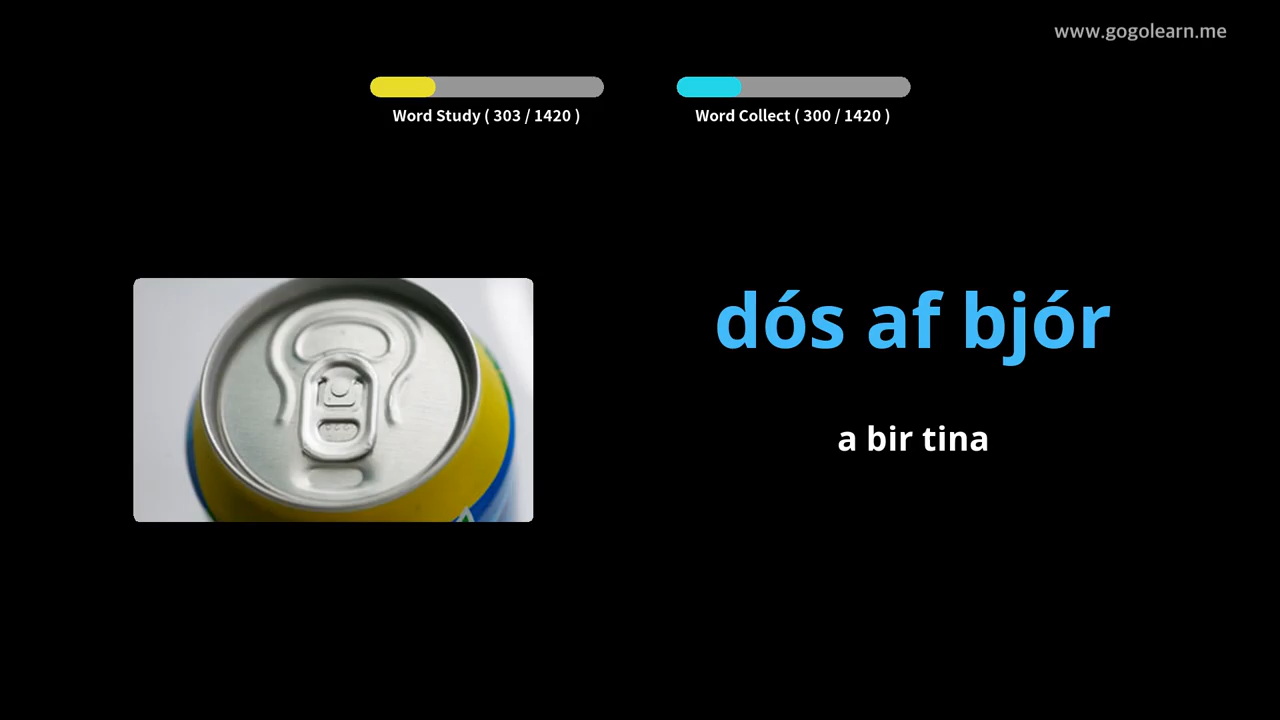 www.gogolearn.me
Word Study ( 303 / 1420 )
Word Collect ( 300 / 1420 )
dós af bjór
a bir tina